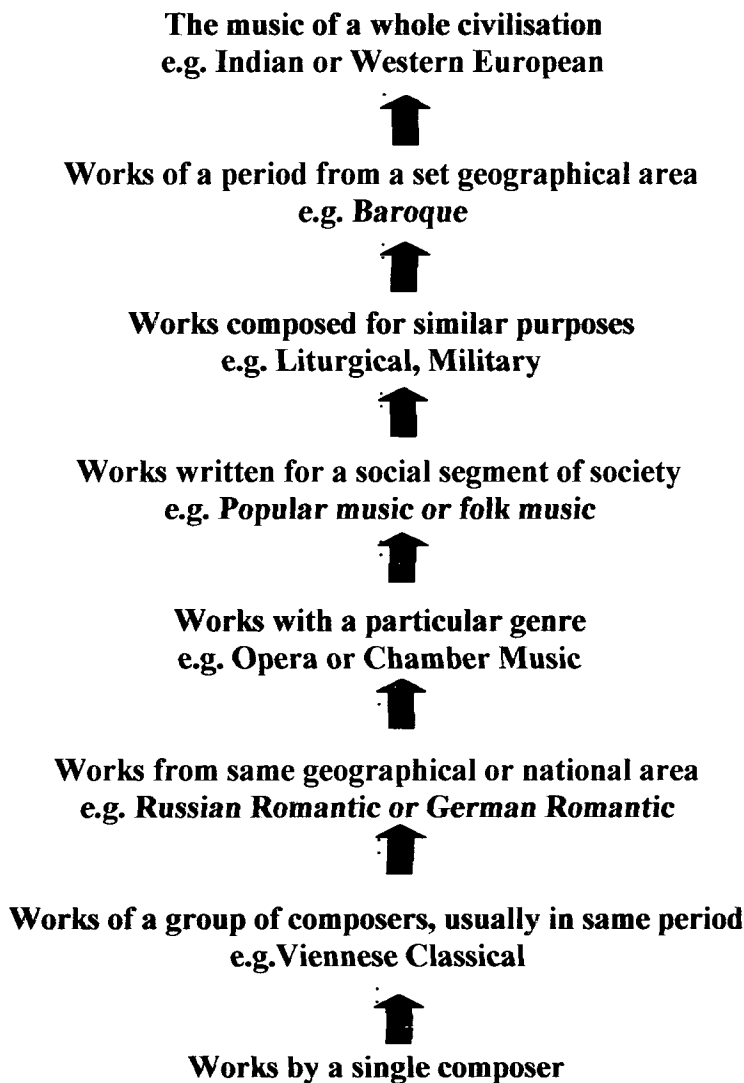 The music of a whole civilisation
e.g. Indian or Western European
Works of a period from a set geographical area
e.g. Baroque
Works composed for similar purposes
e.g. Liturgical, Military
Works written for a social segment of society
e.g. Popular music or folk music
Works with a particular genre
e.g. Opera or Chamber Music
Works from same geographical or national area
e.g. Russian Romantic or German Romantic
Works of a group of composers, usually in same period
e.g.Viennese Classical
Works by a single composer